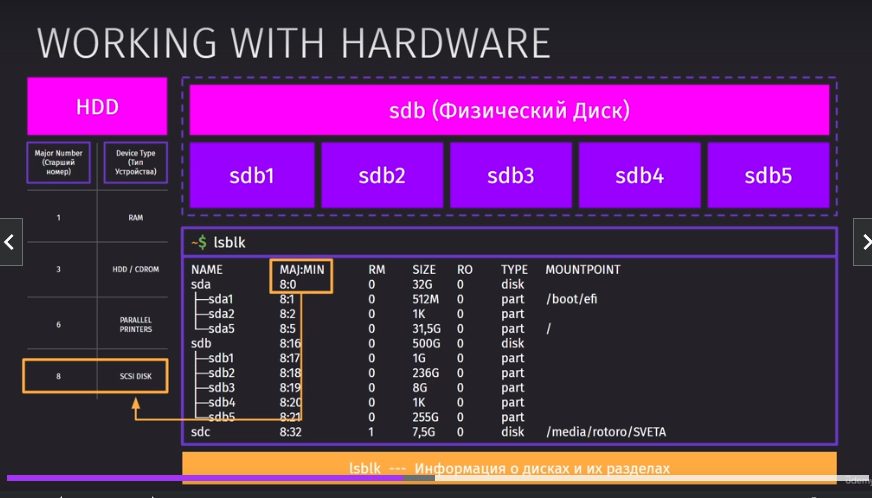 WORKING WITH HARDWARE
HDD
sdb (Физический Диск)
Major Number
(Старший
номер)
Device Type
(Тип
Устройства)
sdb1 sdb2 sdb3 sdb4 sdb5
1 RAM
3 HDD / CDROM
6 PARALLEL
PRINTERS
8 SCSI DISK
~$ lsblk
NAME MAJ:MIN RM SIZE RO TYPE MOUNTPOINT
sda 8:0 0 32G 0 disk
├─sda1 8:1 0 512M 0 part /boot/efi
├─sda2 8:2 0 1K 0 part
└─sda5 8:5 0 31,5G 0 part /
sdb 8:16 0 500G 0 disk
├─sdb1 8:17 0 1G 0 part
├─sdb2 8:18 0 236G 0 part
├─sdb3 8:19 0 8G 0 part
├─sdb4 8:20 0 1K 0 part
└─sdb5 8:21 0 255G 0 part
sdc 8:32 1 7,5G 0 disk /media/rotoro/SVETA
lsblk --- Информация о дисках и их разделах